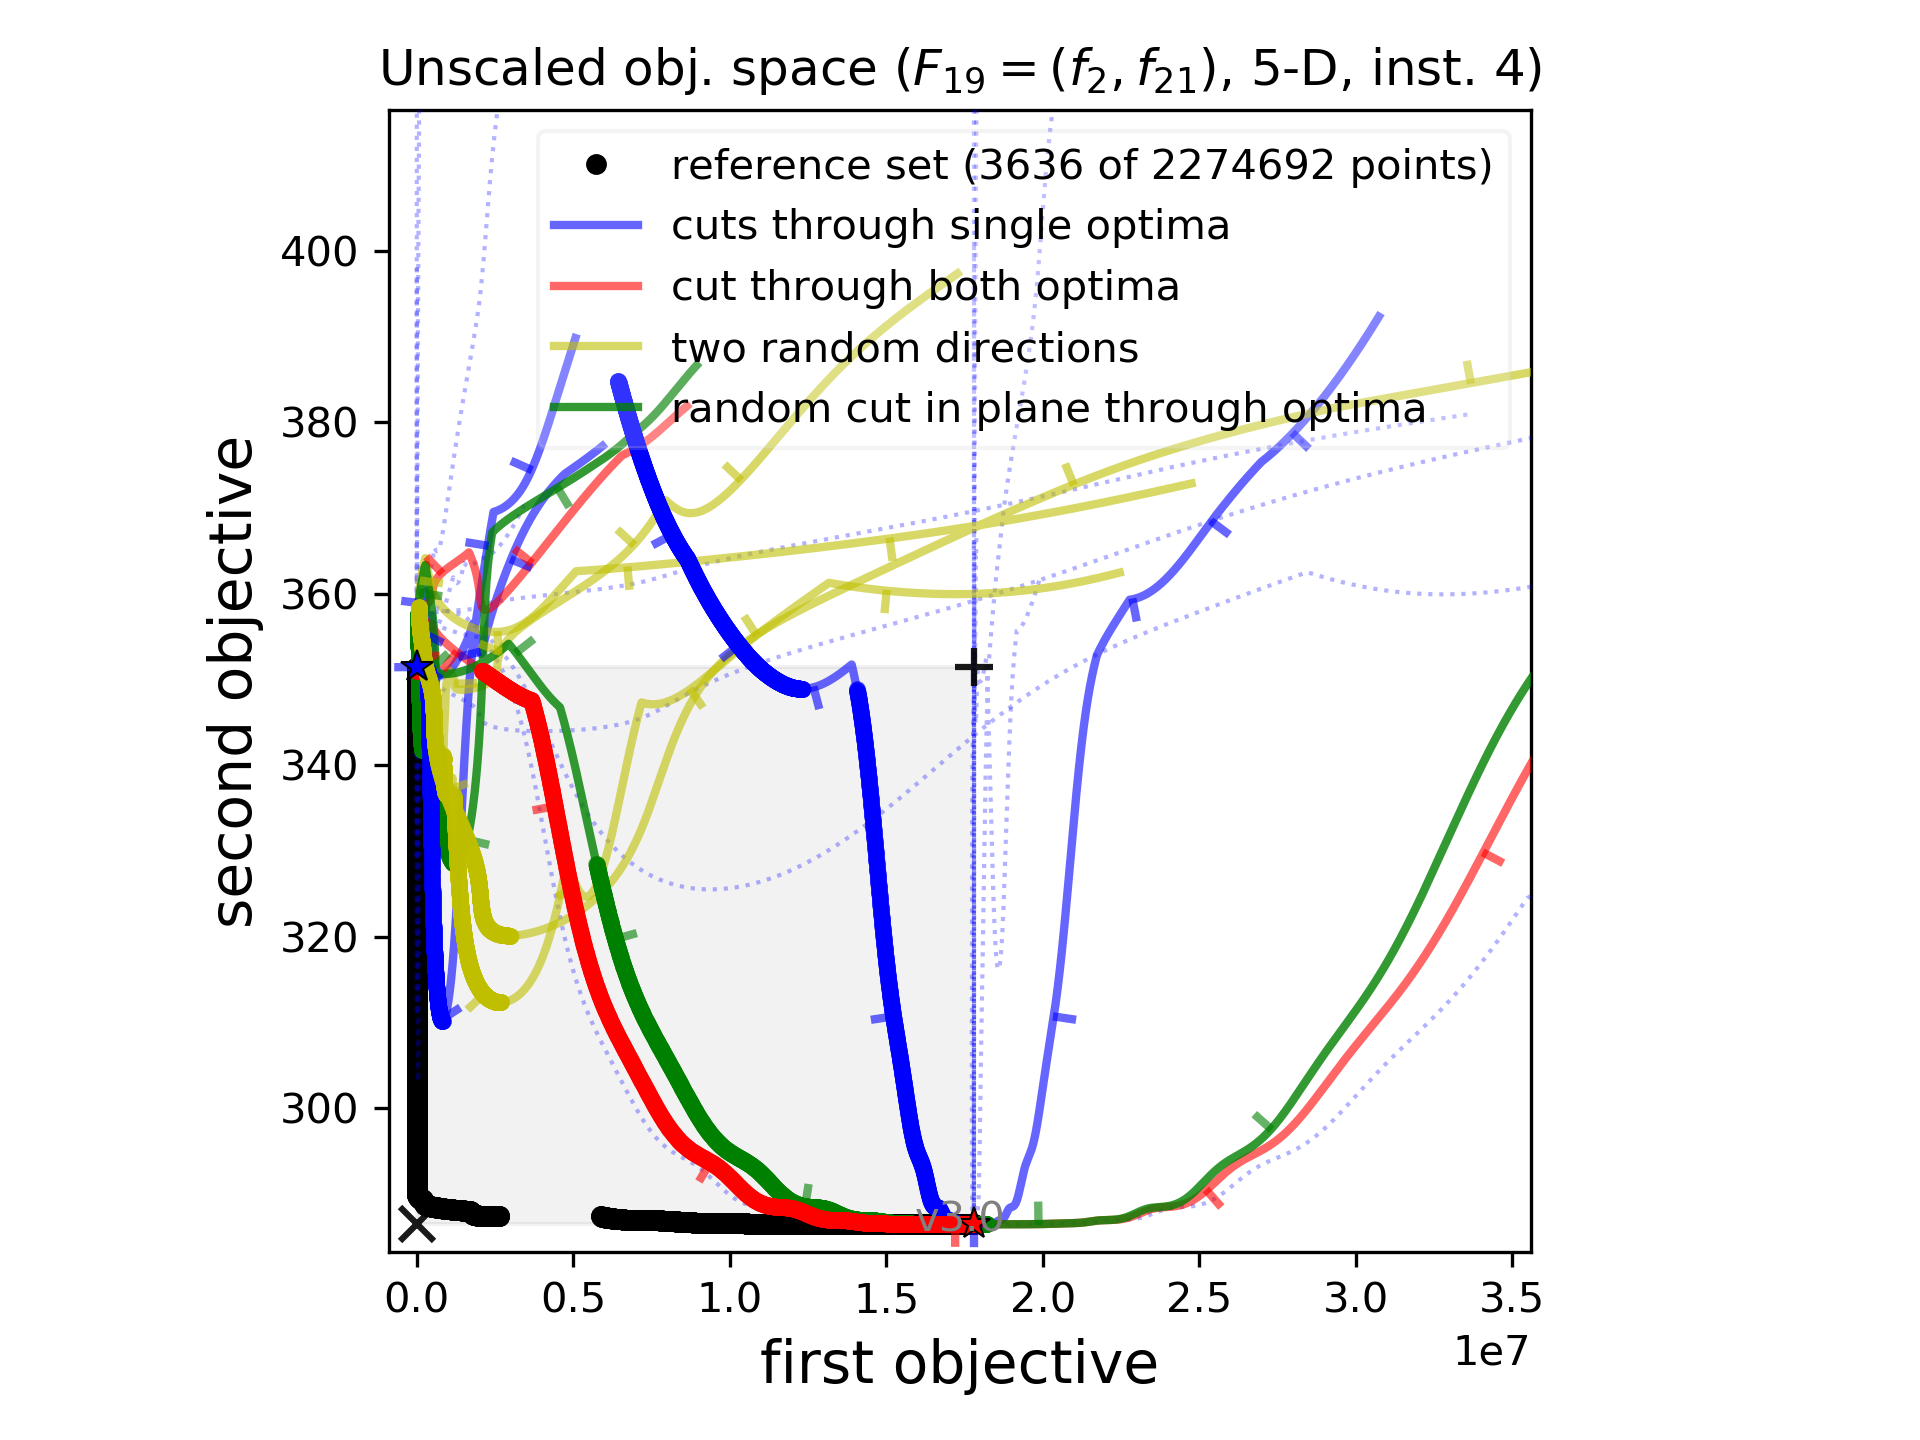 Unscaled obj. space (F₁₉ = (f₂, f₂₁), 5-D, inst. 4)
reference set (3636 of 2274692 points)
cuts through single optima
cut through both optima
two random directions
random cut in plane through optima
400
380
360
340
320
300
second objective
v3.0
0.0 0.5 1.0 1.5 2.0 2.5 3.0 3.5
1e7
first objective